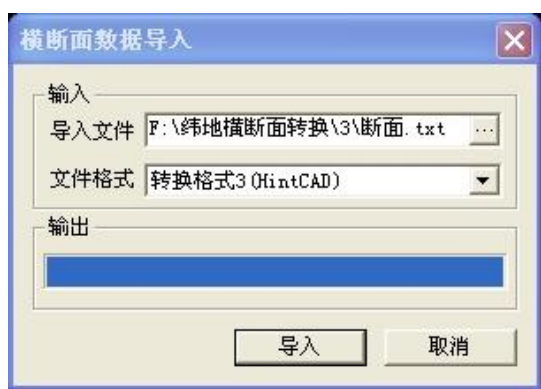 横断面数据导入
输入
导入文件 F:\纬地横断面转换\3\断面.txt ...
文件格式 转换格式3(HintCAD)
输出
导入 取消